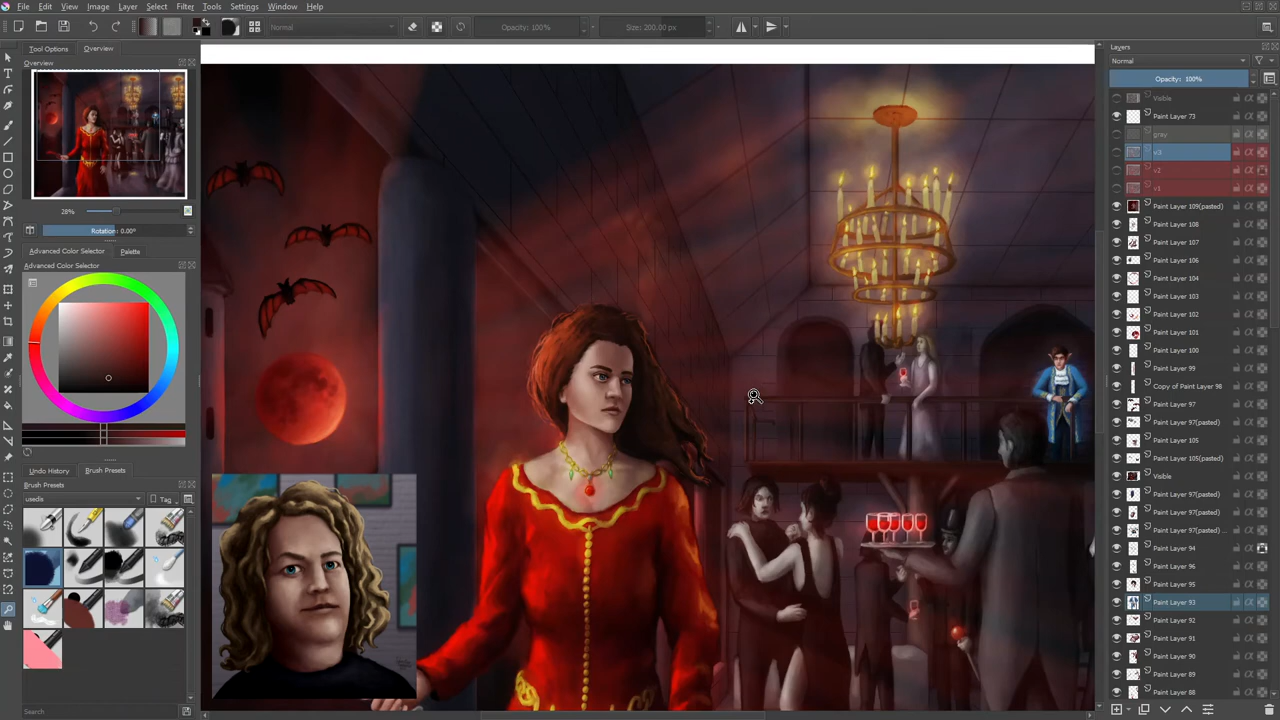 File Edit View Image Layer Select Filter Tools Settings Window Help
Normal Opacity: 100% Size: 200.00 px
Tool Options Overview
Overview
28%
Rotation: 0.00°
Advanced Color Selector Palette
Advanced Color Selector
Undo History Brush Presets
Brush Presets
usedis Tag
Search
Layers
Normal
Opacity: 100%
Visible
Paint Layer 73
gray
v3
v2
v1
Paint Layer 109(pasted)
Paint Layer 108
Paint Layer 107
Paint Layer 106
Paint Layer 104
Paint Layer 103
Paint Layer 102
Paint Layer 101
Paint Layer 100
Paint Layer 99
Copy of Paint Layer 98
Paint Layer 97
Paint Layer 97(pasted)
Paint Layer 105
Paint Layer 105(pasted)
Visible
Paint Layer 97(pasted)
Paint Layer 97(pasted)
Paint Layer 97(pasted) ...
Paint Layer 94
Paint Layer 96
Paint Layer 95
Paint Layer 93
Paint Layer 92
Paint Layer 91
Paint Layer 90
Paint Layer 89
Paint Layer 88